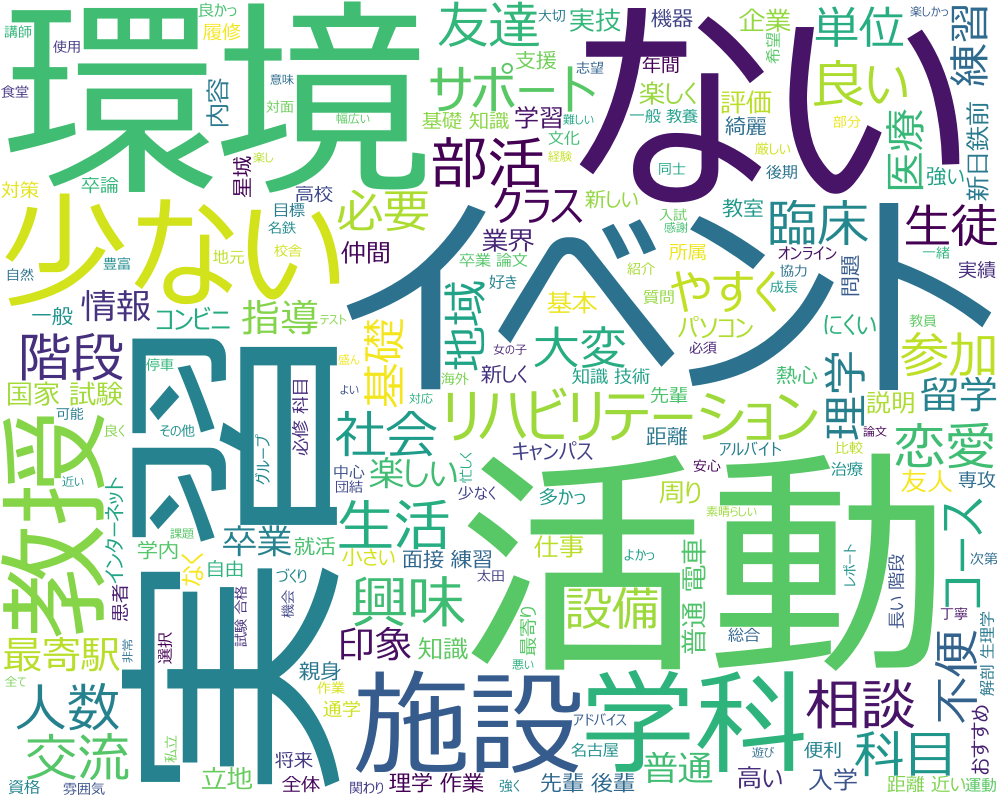 環境
ない
イベント
実習
活動
少ない
教授
施設
学科
良かっ
履修
講師
使用
食堂
内容
大切
意味
対面
幅広い
楽し
友達
実技
支援
志望
サポート
難しい
基礎 知識
学習
文化
経験
機器
年間
楽しく
一般 教養
企業
希望
評価
綺麗
同士
後期
単位
良い
部分
厳しい
医療
強い
楽しかっ
練習
新日鉄前
対策
卒論
星城
高校
目標
名鉄
地元
校舎
豊富
自然
部活
必要
仲間
クラス
業界
卒業 論文
新しい
教室
所属
入試
感謝
臨床
オンライン
協力
成長
問題
生徒
一緒
実績
情報
一般
コンビニ
指導
テスト
階段
停車
国家 試験
可能
良く
近い
その他
基礎
盛ん
よい
対応
地域
好き
紹介
質問
基本
女の子
新しく
海外
大変
知識 技術
やすく
パソコン
必須
にくい
熱心
教員
参加
理学
説明
留学
恋愛
論文
比較
治療
友人
専攻
リハビリテーション
先輩
距離
アルバイト
キャンパス
安心
社会
楽しい
中心
団結
忙しく
少なく
多かっ
周り
素晴らしい
必修 科目
グループ
インターネット
課題
学内
なく
自由
卒業
就活
生活
小さい
面接 練習
仕事
よかっ
づくり
太田
機会
試験 合格
選択
患者
非常
全て
最寄駅
興味
印象
知識
最寄り
悪い
設備
普通 電車
総合
レポート
コース
次第
長い 階段
丁寧
不便
解剖 生理学
おすすめ
人数
親身
作業
通学
交流
私立
立地
将来
全体
資格
雰囲気
関わり
理学 作業
強く
アドバイス
名古屋
先輩 後輩
普通
遊び
便利
高い
入学
相談
科目
距離 近い
運動